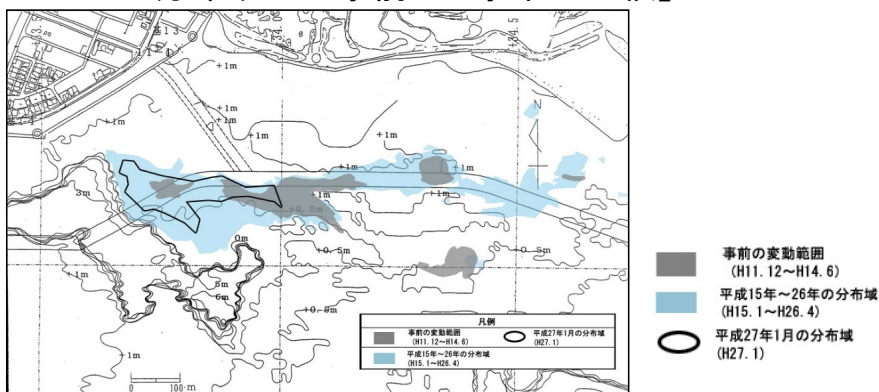 +1m
34.5
+1m
+1m
+1m
+1m
+1m
+1m
+1m
+1m
3m
+0.5m
0m
+0.5m
+0.5m
+1m
5m
6m
+0.5m
+1m
0 100 m
N
凡例
事前の変動範囲
(H11.12～H14.6)
平成27年1月の分布域
(H27.1)
平成15年～26年の分布域
(H15.1～H26.4)
事前の変動範囲
(H11.12～H14.6)
平成15年～26年の分布域
(H15.1～H26.4)
平成27年1月の分布域
(H27.1)